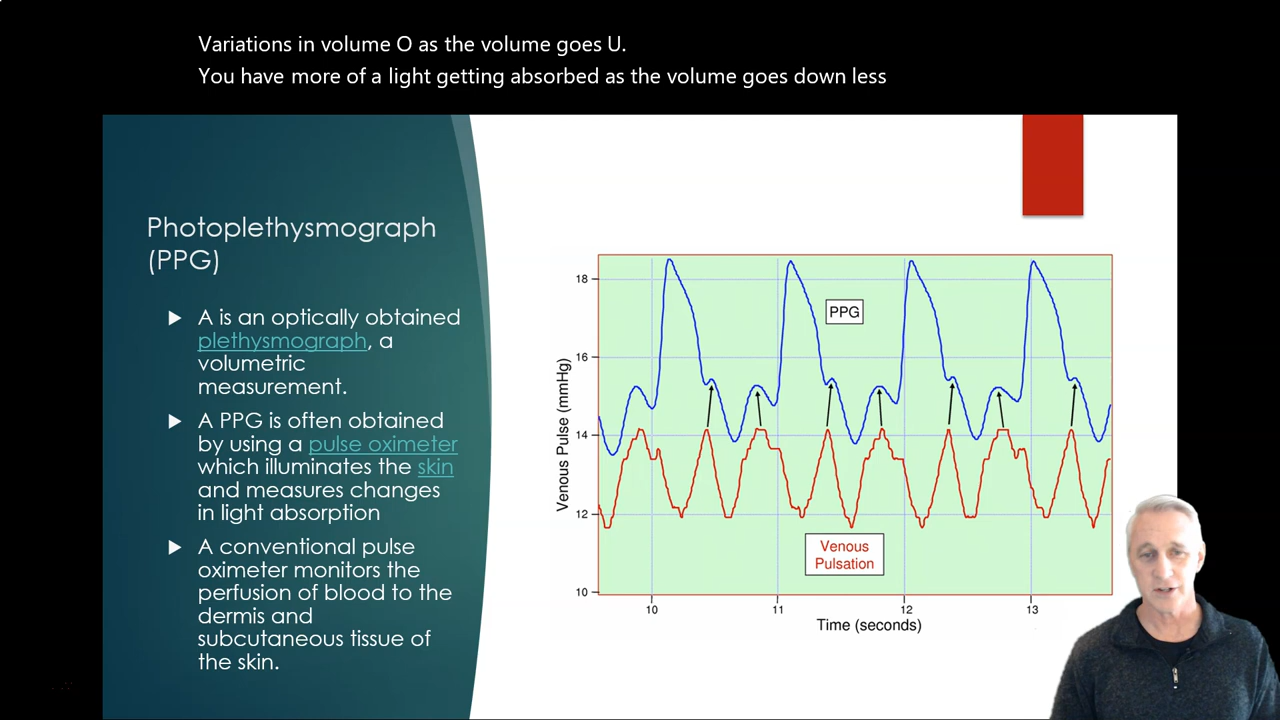 Variations in volume O as the volume goes U.
You have more of a light getting absorbed as the volume goes down less
Photoplethysmograph
(PPG)
A is an optically obtained
plethysmograph, a
volumetric
measurement.
A PPG is often obtained
by using a pulse oximeter
which illuminates the skin
and measures changes
in light absorption
A conventional pulse
oximeter monitors the
perfusion of blood to the
dermis and
subcutaneous tissue of
the skin.
Venous Pulse (mmHg)
18
16
14
12
10
PPG
Venous
Pulsation
10 11 12 13
Time (seconds)